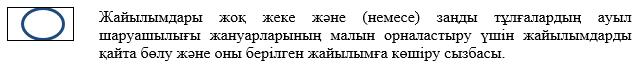 Жайылымдары жоқ жеке және (немесе) заңды тұлғалардың ауыл
шаруашылығы жануарларының малын орналастыру үшін жайылымдарды
қайта бөлу және оны берілген жайылымға көшіру сызбасы.